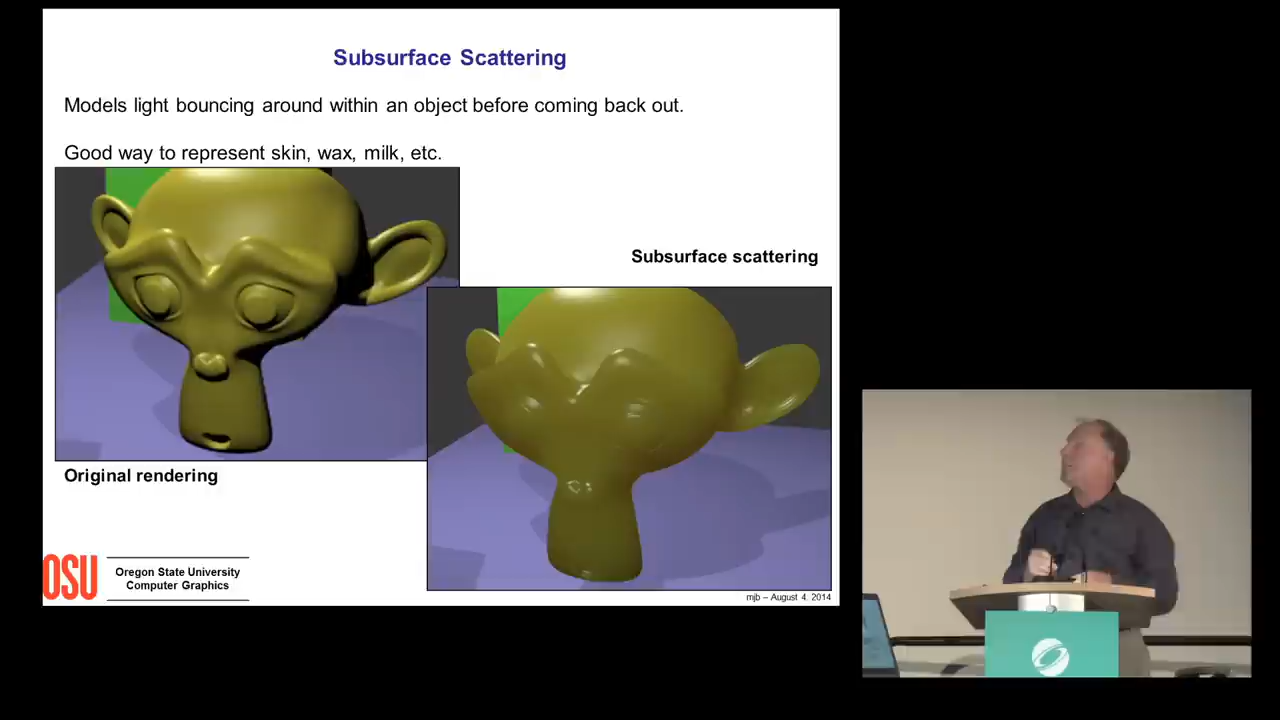 Subsurface Scattering
Models light bouncing around within an object before coming back out.
Good way to represent skin, wax, milk, etc.
Subsurface scattering
Original rendering
OSU
Oregon State University
Computer Graphics
mjb – August 4. 2014